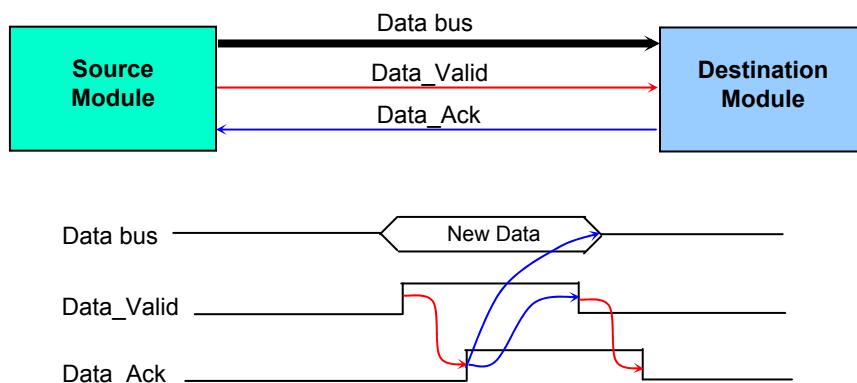 Data bus
Source
Module
Data_Valid
Data_Ack
Destination
Module
Data bus
New Data
Data_Valid
Data_Ack